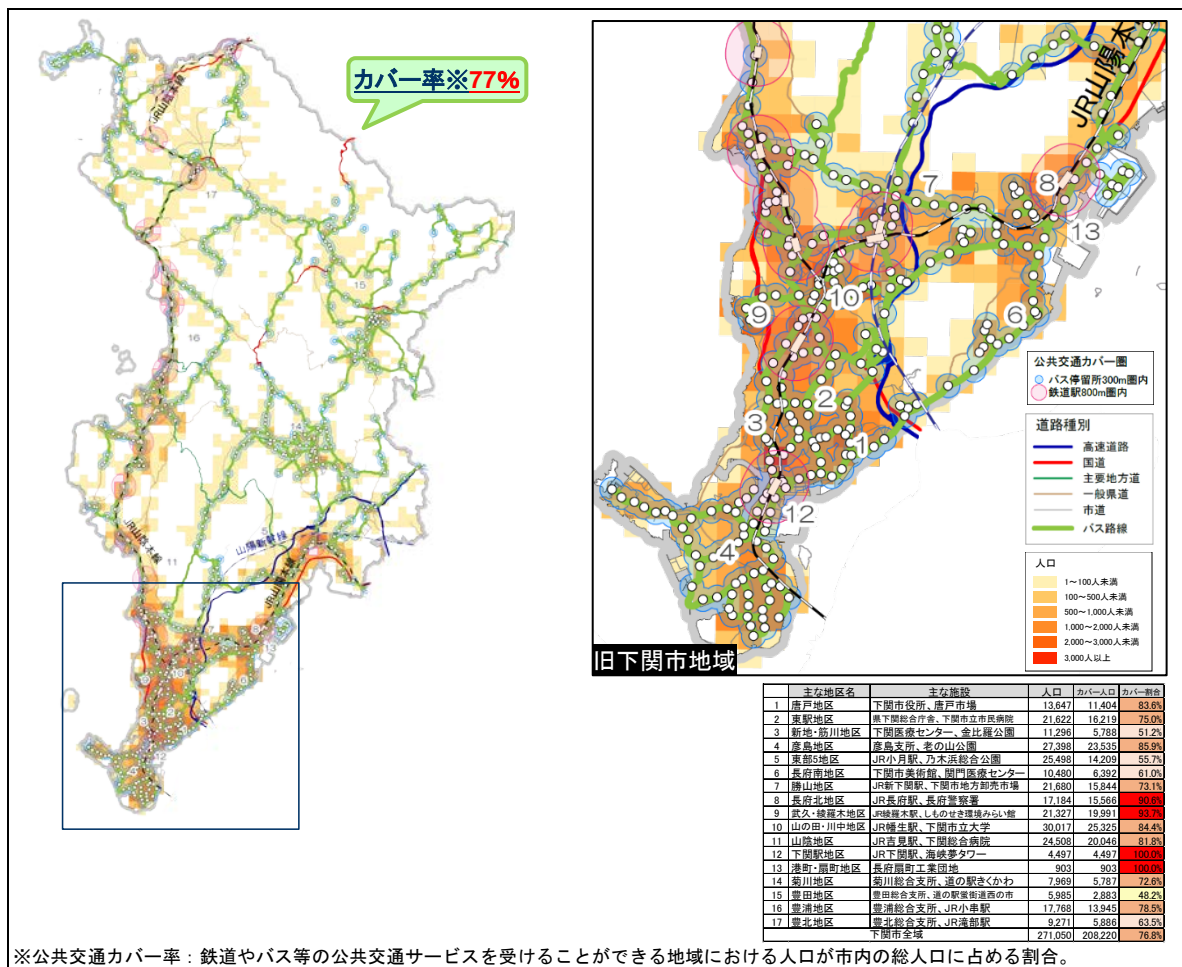 カバー率※77%
JR山陰本線
17
15
16
14
JR山陰本線
11
5
山陽新幹線
JR山陽本線
7
8
13
9
10
6
3
2
1
12
4
JR山陽本
7
8
13
9
10
6
2
3
1
12
4
旧下関市地域
公共交通カバー圏
バス停留所300m圏内
鉄道駅800m圏内
道路種別
高速道路
国道
主要地方道
一般県道
市道
バス路線
人口
1～100人未満
100～500人未満
500～1,000人未満
1,000～2,000人未満
2,000～3,000人未満
3,000人以上
主な地区名 主な施設 人口 カバー人口 カバー割合
1 唐戸地区 下関市役所、唐戸市場 13,647 11,404 83.6%
2 東駅地区 県下関総合庁舎、下関市立市民病院 21,622 16,219 75.0%
3 新地・筋川地区 下関医療センター、金比羅公園 11,296 5,788 51.2%
4 彦島地区 彦島支所、老の山公園 27,398 23,535 85.9%
5 東部5地区 JR小月駅、乃木浜総合公園 25,498 14,209 55.7%
6 長府南地区 下関市美術館、関門医療センター 10,480 6,392 61.0%
7 勝山地区 JR新下関駅、下関市地方卸売市場 21,680 15,844 73.1%
8 長府北地区 JR長府駅、長府警察署 17,184 15,566 90.6%
9 武久・綾羅木地区 JR綾羅木駅、しものせき環境みらい館 21,327 19,991 93.7%
10 山の田・川中地区 JR幡生駅、下関市立大学 30,017 25,325 84.4%
11 山陰地区 JR吉見駅、下関総合病院 24,508 20,046 81.8%
12 下関駅地区 JR下関駅、海峡夢タワー 4,497 4,497 100.0%
13 港町・扇町地区 長府扇町工業団地 903 903 100.0%
14 菊川地区 菊川総合支所、道の駅きくかわ 7,969 5,787 72.6%
15 豊田地区 豊田総合支所、道の駅蛍街道西の市 5,985 2,883 48.2%
16 豊浦地区 豊浦総合支所、JR小串駅 17,768 13,945 78.5%
17 豊北地区 豊北総合支所、JR滝部駅 9,271 5,886 63.5%
下関市全域 271,050 208,220 76.8%
※公共交通カバー率：鉄道やバス等の公共交通サービスを受けることができる地域における人口が市内の総人口に占める割合。